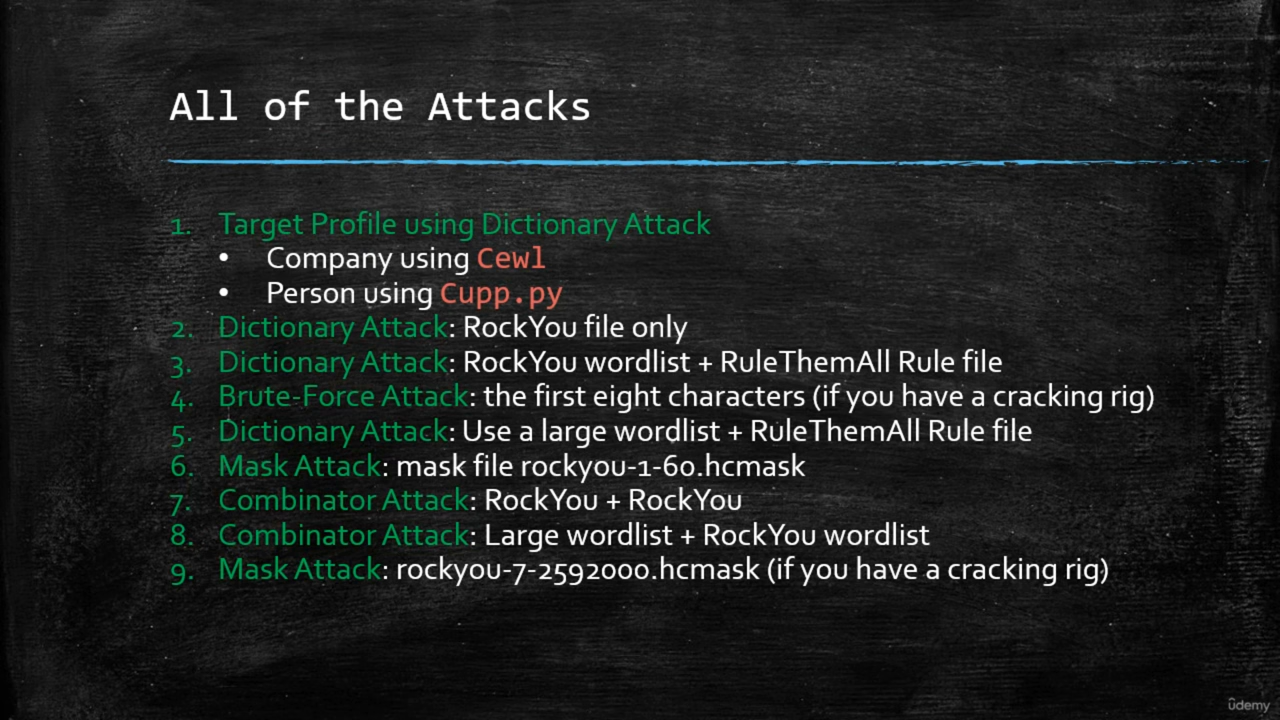 All of the Attacks
1. Target Profile using Dictionary Attack
• Company using Cewl
• Person using Cupp.py
2. Dictionary Attack: RockYou file only
3. Dictionary Attack: RockYou wordlist + RuleThemAll Rule file
4. Brute-Force Attack: the first eight characters (if you have a cracking rig)
5. Dictionary Attack: Use a large wordlist + RuleThemAll Rule file
6. Mask Attack: mask file rockyou-1-60.hcmask
7. Combinator Attack: RockYou + RockYou
8. Combinator Attack: Large wordlist + RockYou wordlist
9. Mask Attack: rockyou-7-2592000.hcmask (if you have a cracking rig)
ûdemy